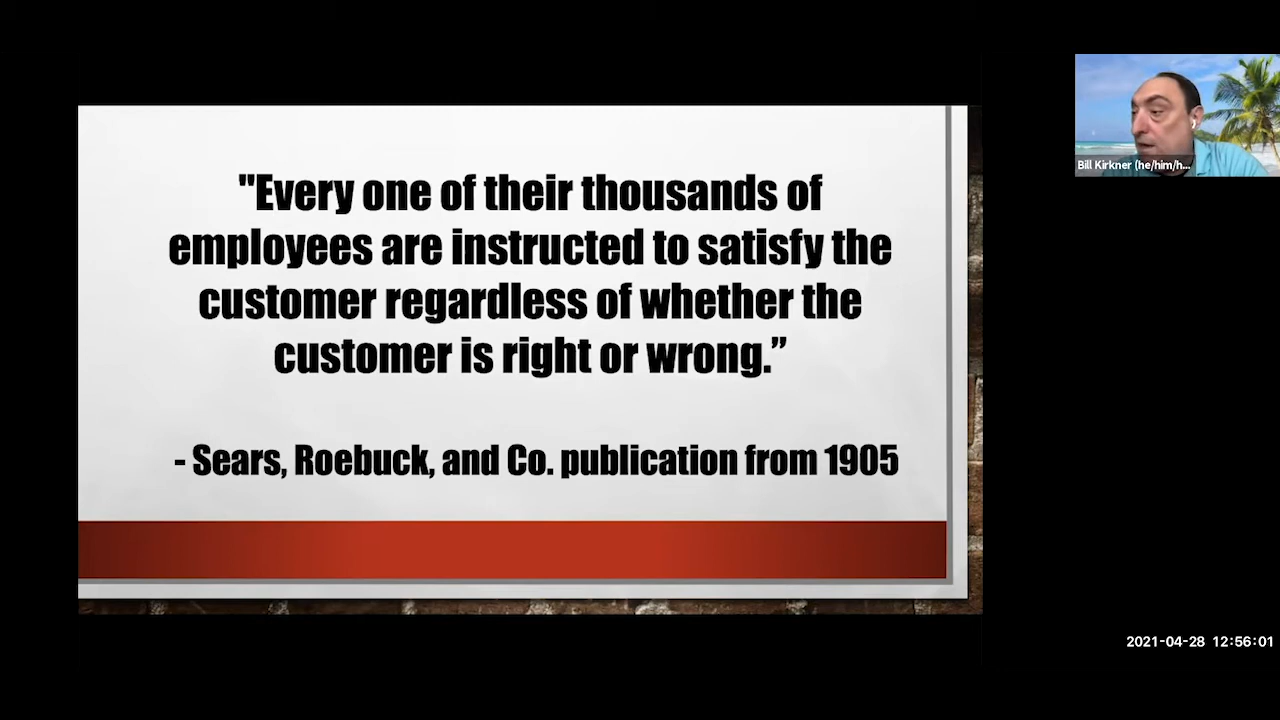 "Every one of their thousands of
employees are instructed to satisfy the
customer regardless of whether the
customer is right or wrong.”
- Sears, Roebuck, and Co. publication from 1905
Bill Kirkner (he/him/h...
2021-04-28 12:56:01